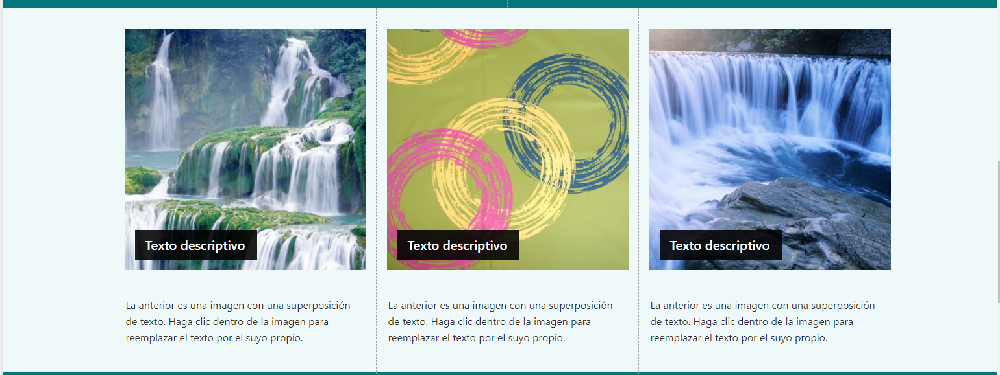 Texto descriptivo
Texto descriptivo
Texto descriptivo
La anterior es una imagen con una superposición
de texto. Haga clic dentro de la imagen para
reemplazar el texto por el suyo propio.
La anterior es una imagen con una superposición
de texto. Haga clic dentro de la imagen para
reemplazar el texto por el suyo propio.
La anterior es una imagen con una superposición
de texto. Haga clic dentro de la imagen para
reemplazar el texto por el suyo propio.